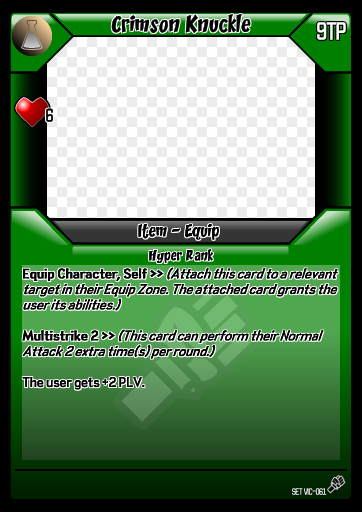 Crimson Knuckle
9TP
6
Item - Equip
Hyper Rank
Equip Character, Self >> (Attach this card to a relevant
target in their Equip Zone. The attached card grants the
user its abilities.)
Multistrike 2 >> (This card can perform their Normal
Attack 2 extra time(s) per round.)
The user gets +2 PLV.
SET VIC-061